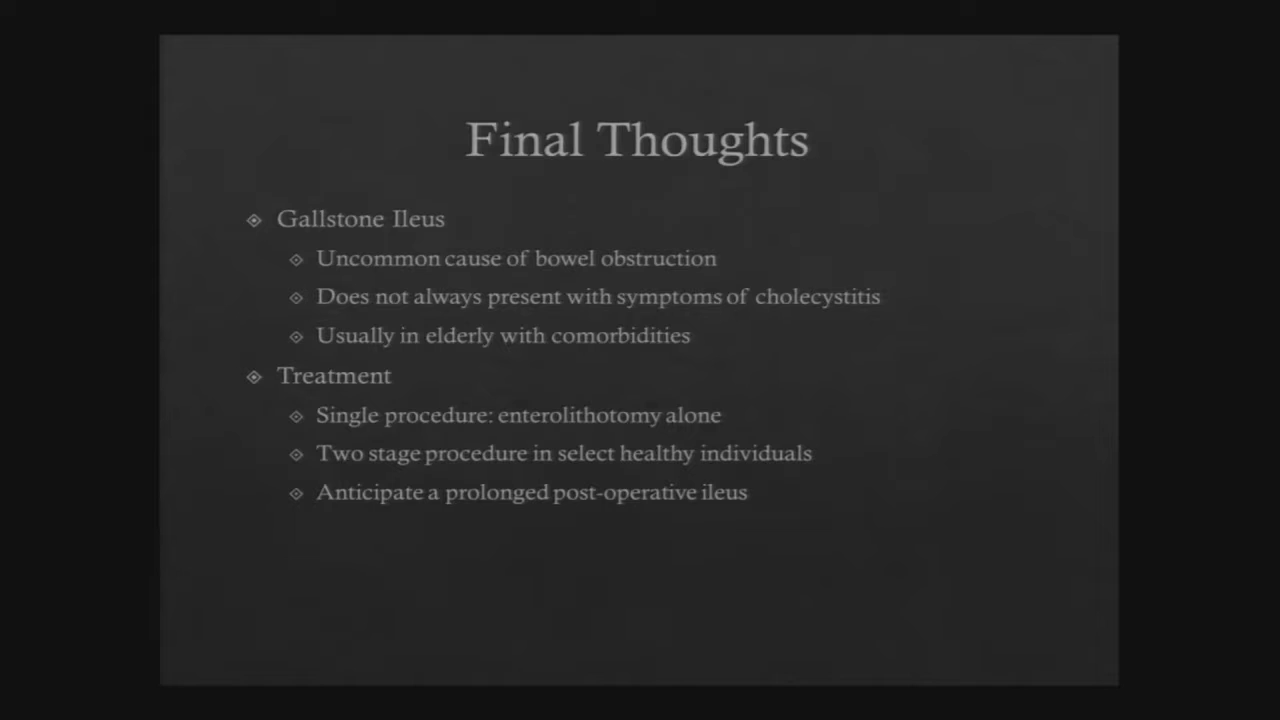 Final Thoughts
Gallstone Ileus
Uncommon cause of bowel obstruction
Does not always present with symptoms of cholecystitis
Usually in elderly with comorbidities
Treatment
Single procedure: enterolithotomy alone
Two stage procedure in select healthy individuals
Anticipate a prolonged post-operative ileus